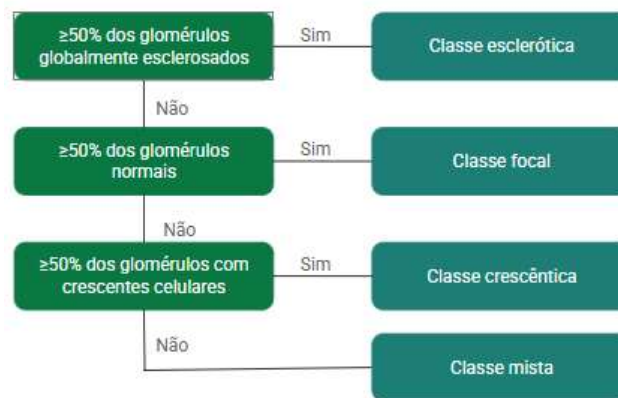 ≥50% dos glomérulos
globalmente esclerosados
Sim
Classe esclerótica
Não
≥50% dos glomérulos
normais
Sim
Classe focal
Não
≥50% dos glomérulos com
crescentes celulares
Sim
Classe crescêntica
Não
Classe mista